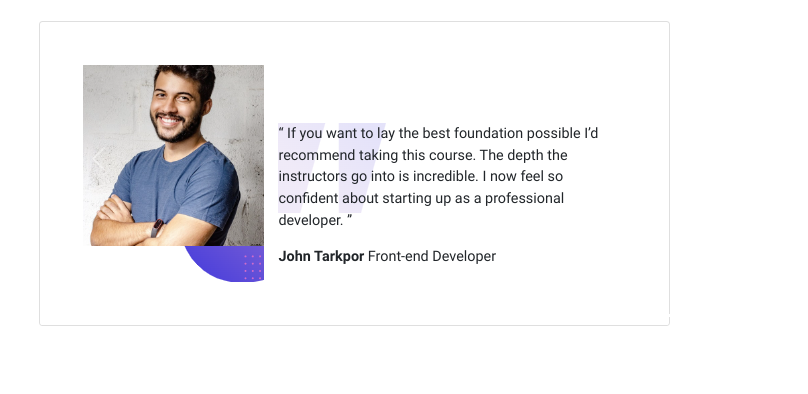 “ If you want to lay the best foundation possible I’d
recommend taking this course. The depth the
instructors go into is incredible. I now feel so
confident about starting up as a professional
developer. ”
John Tarkpor Front-end Developer